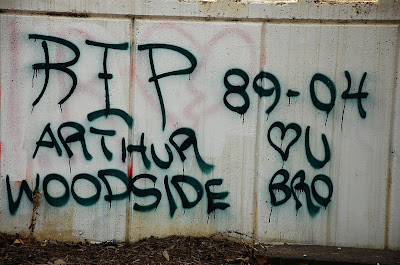 RIP
ARTHUR
WOODSIDE
89-04
♡ U
BRO